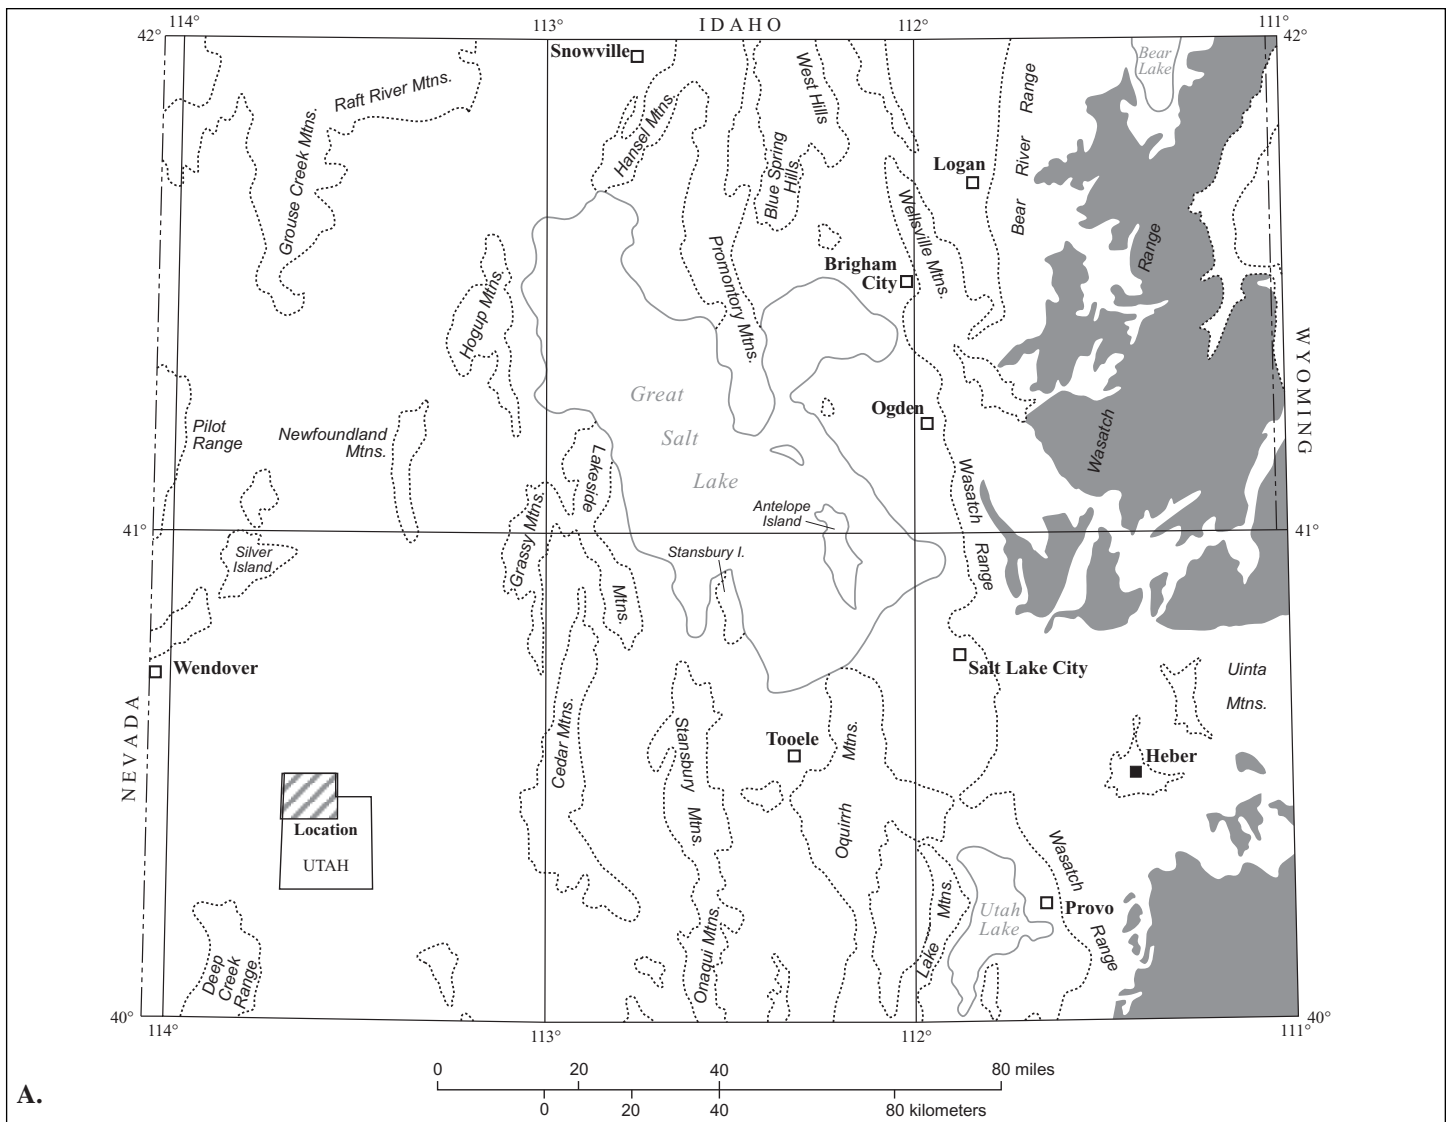 114°
113°
IDAHO
112°
111°
42°
42°
Snowville
Bear
Lake
Raft River Mtns.
West Hills
Bear River Range
Hansel Mtns.
Grouse Creek Mtns.
Blue Spring
Hills
Logan
Wellsville Mtns.
Range
Promontory Mtns.
Brigham
City
Hogup Mtns.
WYOMING
Great
Salt
Lake
Ogden
Wasatch
Pilot
Range
Newfoundland
Mtns.
Lakeside
Wasatch
Grassy Mtns.
Antelope
Island
41°
41°
Silver
Island
Stansbury I.
Range
Mtns.
Wendover
Salt Lake City
Uinta
Mtns.
NEVADA
Cedar Mtns.
Stansbury
Mtns.
Tooele
Mtns.
Oquirrh
Heber
Location
UTAH
Wasatch
Lake Mtns.
Utah
Lake
Provo
Range
Deep
Creek
Range
Onaqui Mtns.
40°
40°
114°
113°
112°
111°
0
20
40
80 miles
0
20
40
80 kilometers
A.